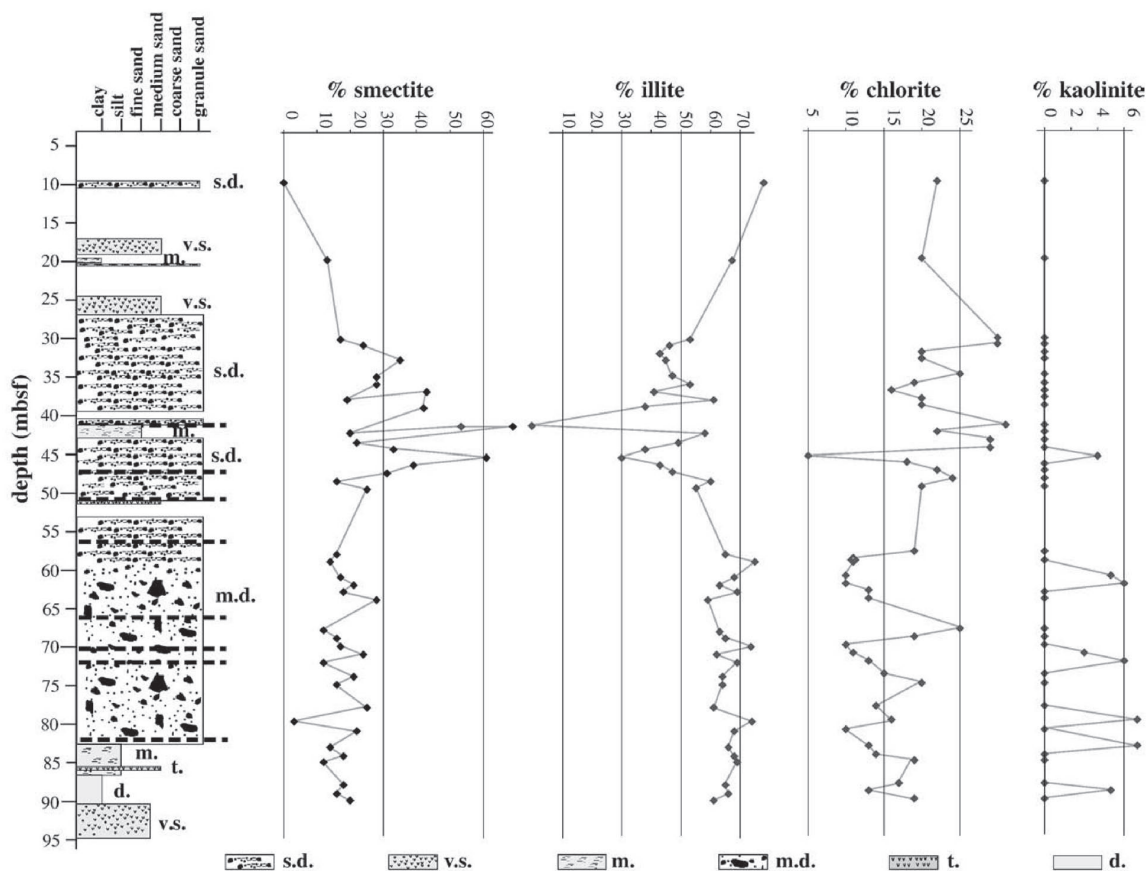 clay
silt
fine sand
medium sand
coarse sand
granule sand
% smectite
% illite
% chlorite
% kaolinite
0 10 20 30 40 50 60
10 20 30 40 50 60 70
5 10 15 20 25
0 2 4 6
depth (mbsf)
5
10
15
20
25
30
35
40
45
50
55
60
65
70
75
80
85
90
95
s.d.
v.s.
m.
v.s.
s.d.
m.
s.d.
m.d.
m.
t.
d.
v.s.
s.d. v.s. m. m.d. t. d.